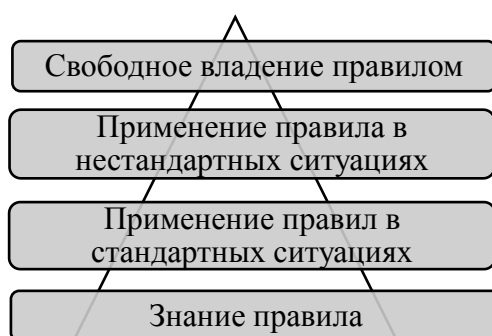 Свободное владение правилом
Применение правила в
нестандартных ситуациях
Применение правил в
стандартных ситуациях
Знание правила